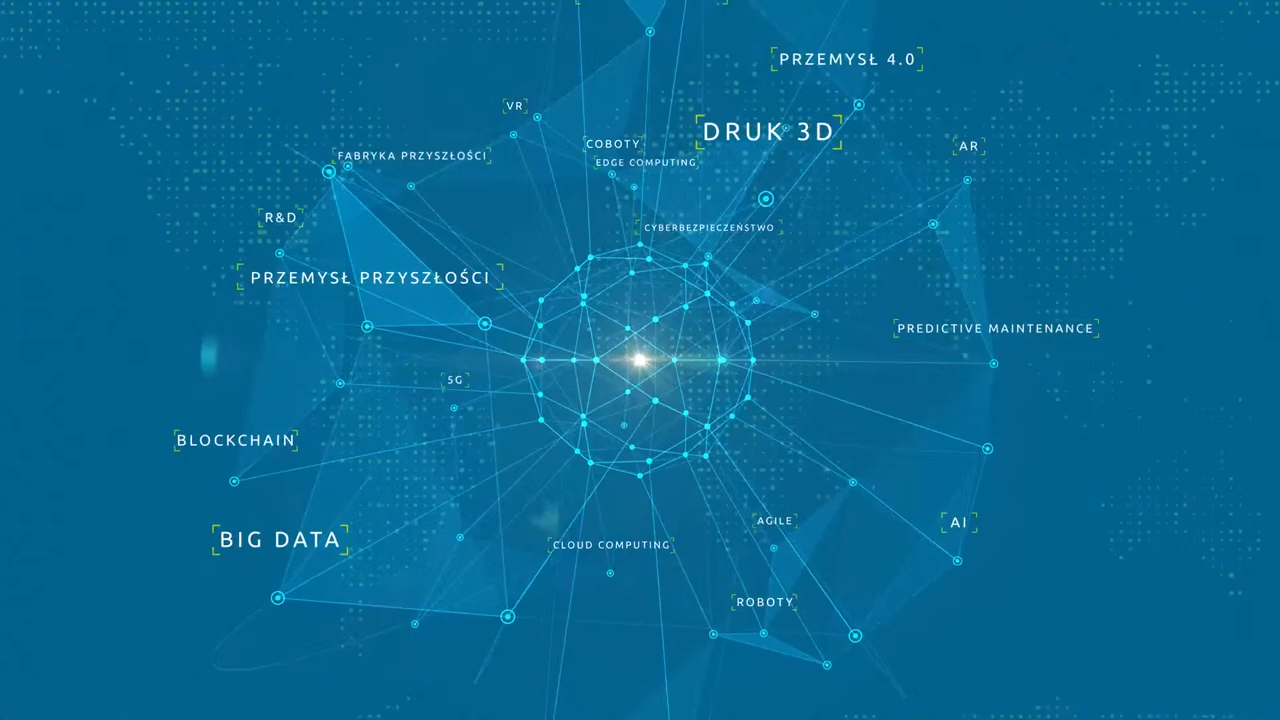 PRZEMYSŁ 4.0
VR
DRUK 3D
COBOTY
AR
FABRYKA PRZYSZŁOŚCI
EDGE COMPUTING
R&D
CYBERBEZPIECZEŃSTWO
PRZEMYSŁ PRZYSZŁOŚCI
PREDICTIVE MAINTENANCE
5G
BLOCKCHAIN
AGILE
AI
BIG DATA
CLOUD COMPUTING
ROBOTY